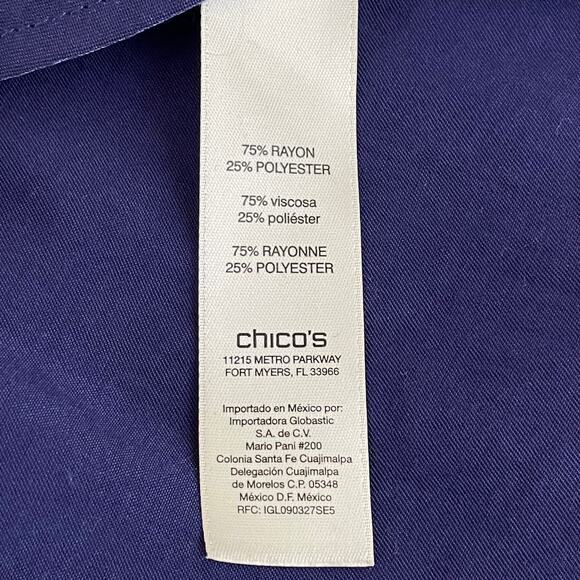 75% RAYON
25% POLYESTER
75% viscosa
25% poliéster
75% RAYONNE
25% POLYESTER
chico's
11215 METRO PARKWAY
FORT MYERS, FL 33966
Importado en México por:
Importadora Globastic
S.A. de C.V.
Mario Pani #200
Colonia Santa Fe Cuajimalpa
Delegación Cuajimalpa
de Morelos C.P. 05348
México D.F. México
RFC: IGL090327SE5